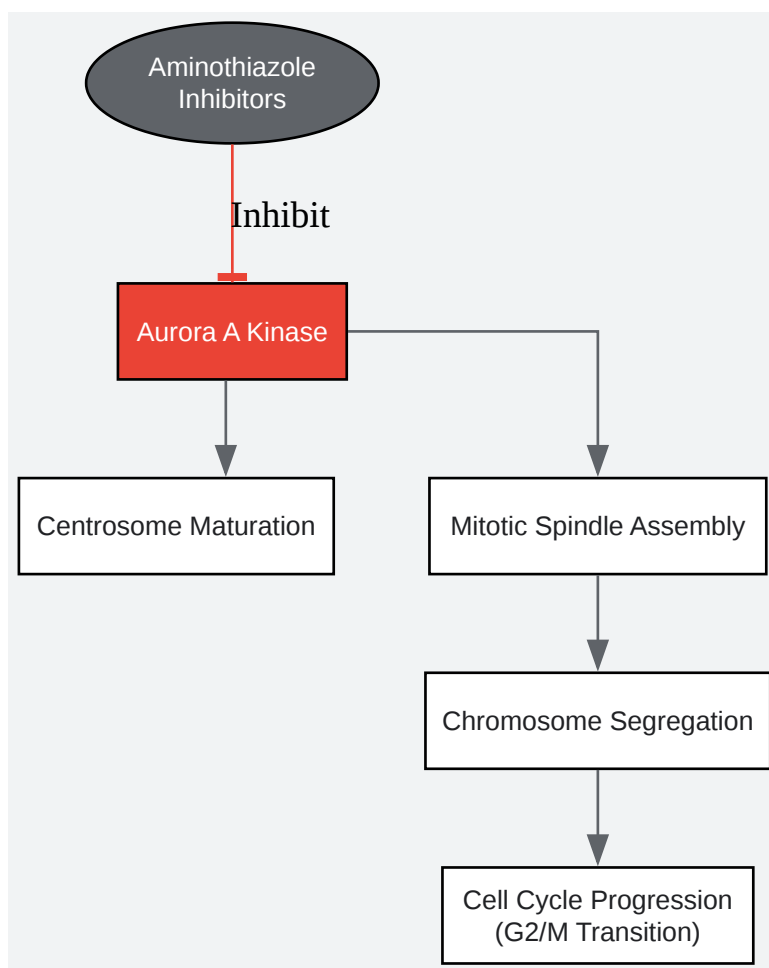 Aminothiazole
Inhibitors
Inhibit
Aurora A Kinase
Centrosome Maturation
Mitotic Spindle Assembly
Chromosome Segregation
Cell Cycle Progression
(G2/M Transition)